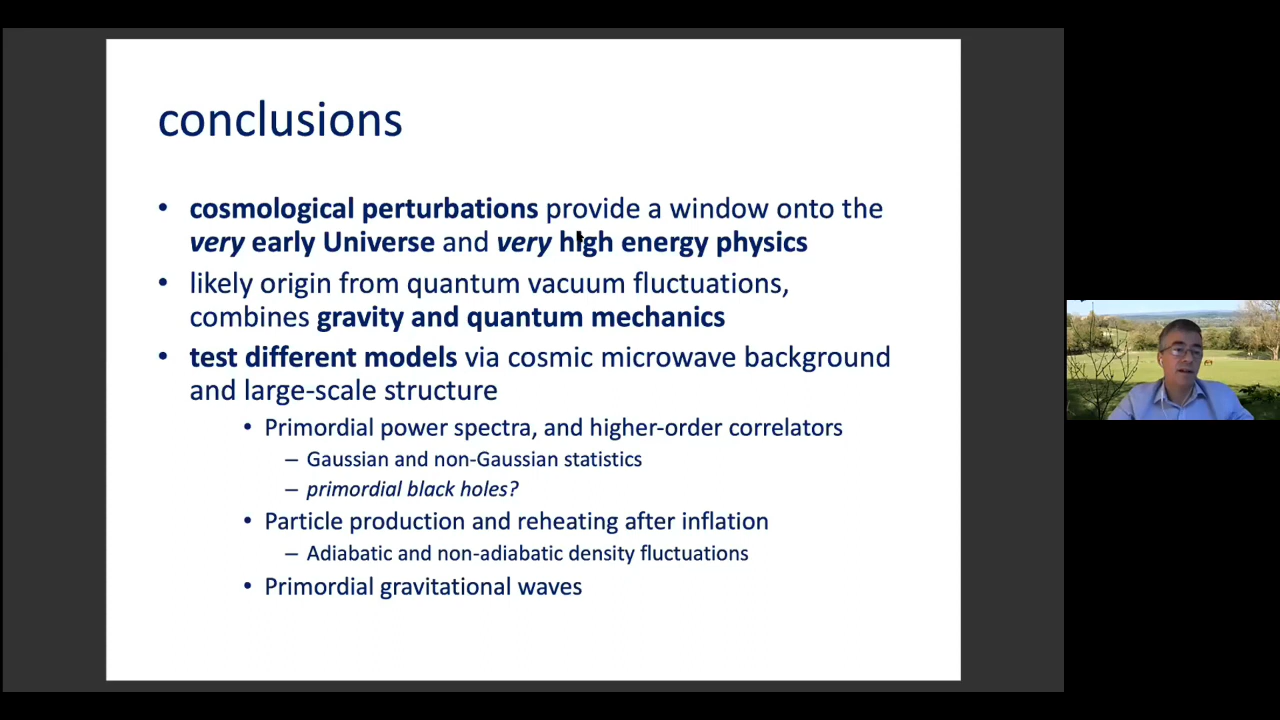 conclusions
• cosmological perturbations provide a window onto the
very early Universe and very high energy physics
• likely origin from quantum vacuum fluctuations,
combines gravity and quantum mechanics
• test different models via cosmic microwave background
and large-scale structure
• Primordial power spectra, and higher-order correlators
– Gaussian and non-Gaussian statistics
– primordial black holes?
• Particle production and reheating after inflation
– Adiabatic and non-adiabatic density fluctuations
• Primordial gravitational waves